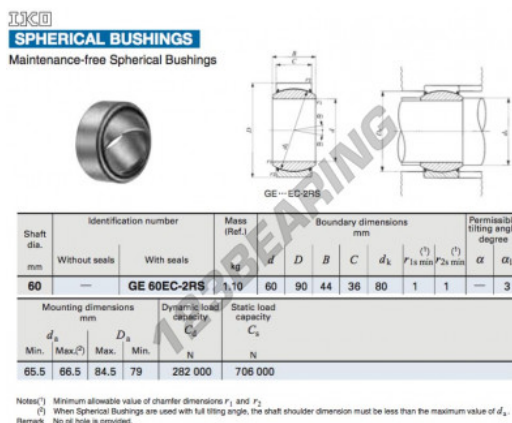 IKO
SPHERICAL BUSHINGS
Maintenance-free Spherical Bushings
B
C
D
d
GE…EC-2RS
Shaft dia. mm | Identification number | Mass (Ref.) kg | Boundary dimensions mm | Permissible tilting angle degree
Without seals | With seals | d | D | B | C | dk | r1s min (1) | r2s min (1) | α | α1
60 | — | GE 60EC-2RS | 1.10 | 60 | 90 | 44 | 36 | 80 | 1 | 1 | — | 3
Mounting dimensions mm | Dynamic load capacity Cd N | Static load capacity Cs N
da | Da
Min. | Max.(2) | Max. | Min.
65.5 | 66.5 | 84.5 | 79 | 282 000 | 706 000
Notes(1) Minimum allowable value of chamfer dimensions r1 and r2
(2) When Spherical Bushings are used with full tilting angle, the shaft shoulder dimension must be less than the maximum value of da.
Remark No oil hole is provided.
123BEARING